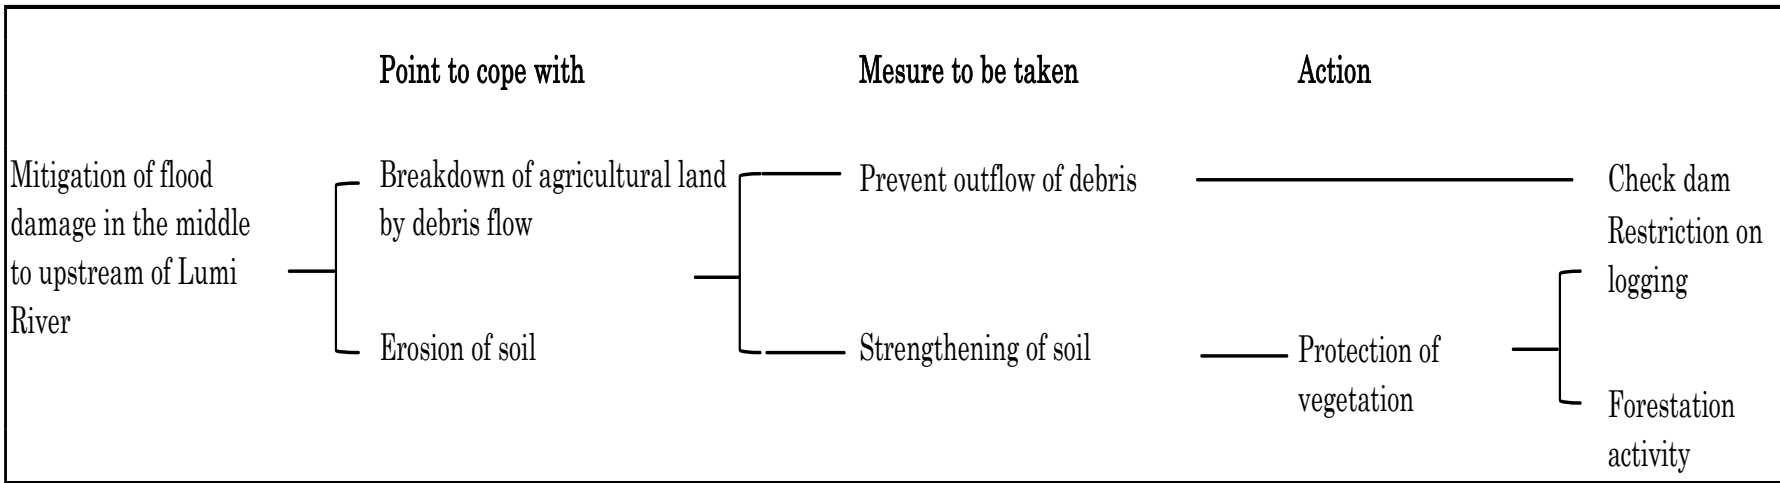 Point to cope with
Mesure to be taken
Action
Mitigation of flood
damage in the middle
to upstream of Lumi
River
Breakdown of agricultural land
by debris flow
Erosion of soil
Prevent outflow of debris
Strengthening of soil
Protection of
vegetation
Check dam
Restriction on
logging
Forestation
activity